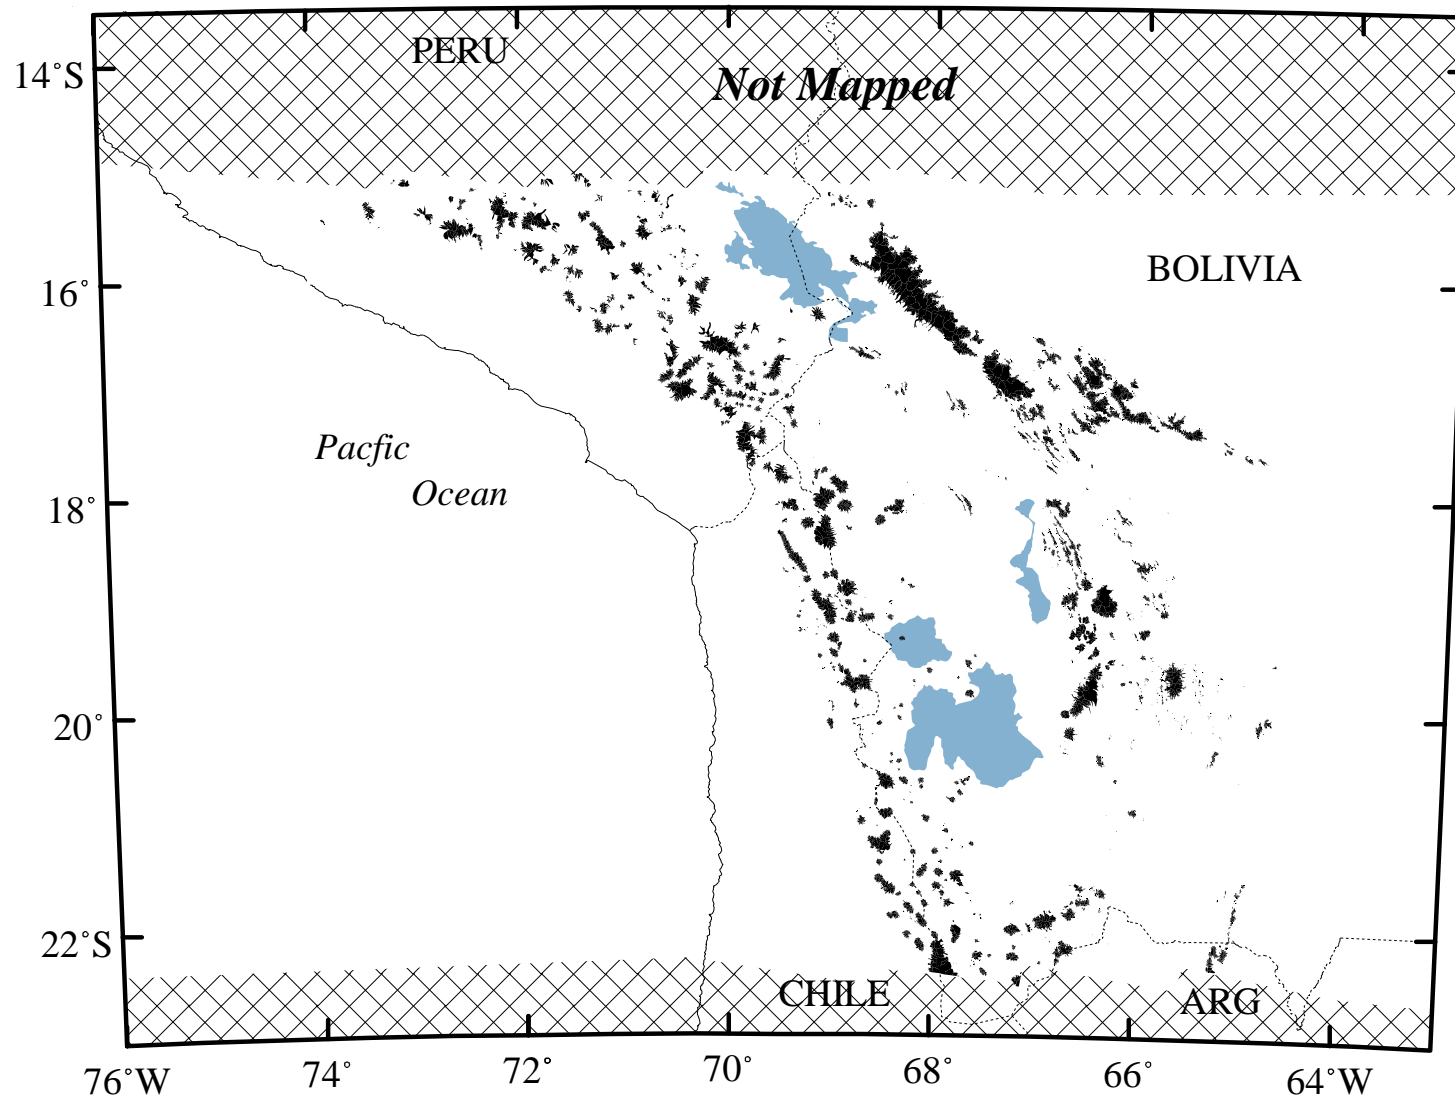 PERU
14˚S
Not Mapped
BOLIVIA
16˚
Pacfic
Ocean
18˚
20˚
22˚S
CHILE
ARG
76˚W
74˚
72˚
70˚
68˚
66˚
64˚W